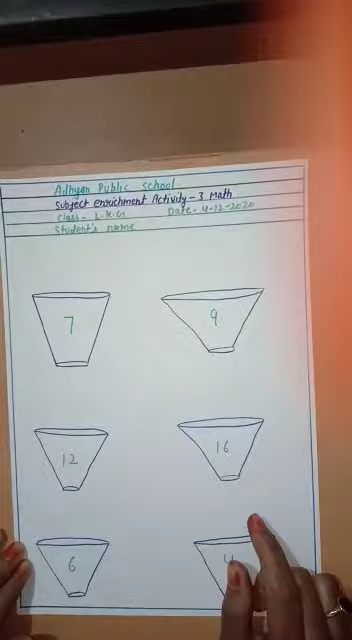 Adhyan Public school
Subject enrichment Activity - 3 Math
Class - L.K.G Date - 4-12-2020
Student's name
7 9
12 16
6 4